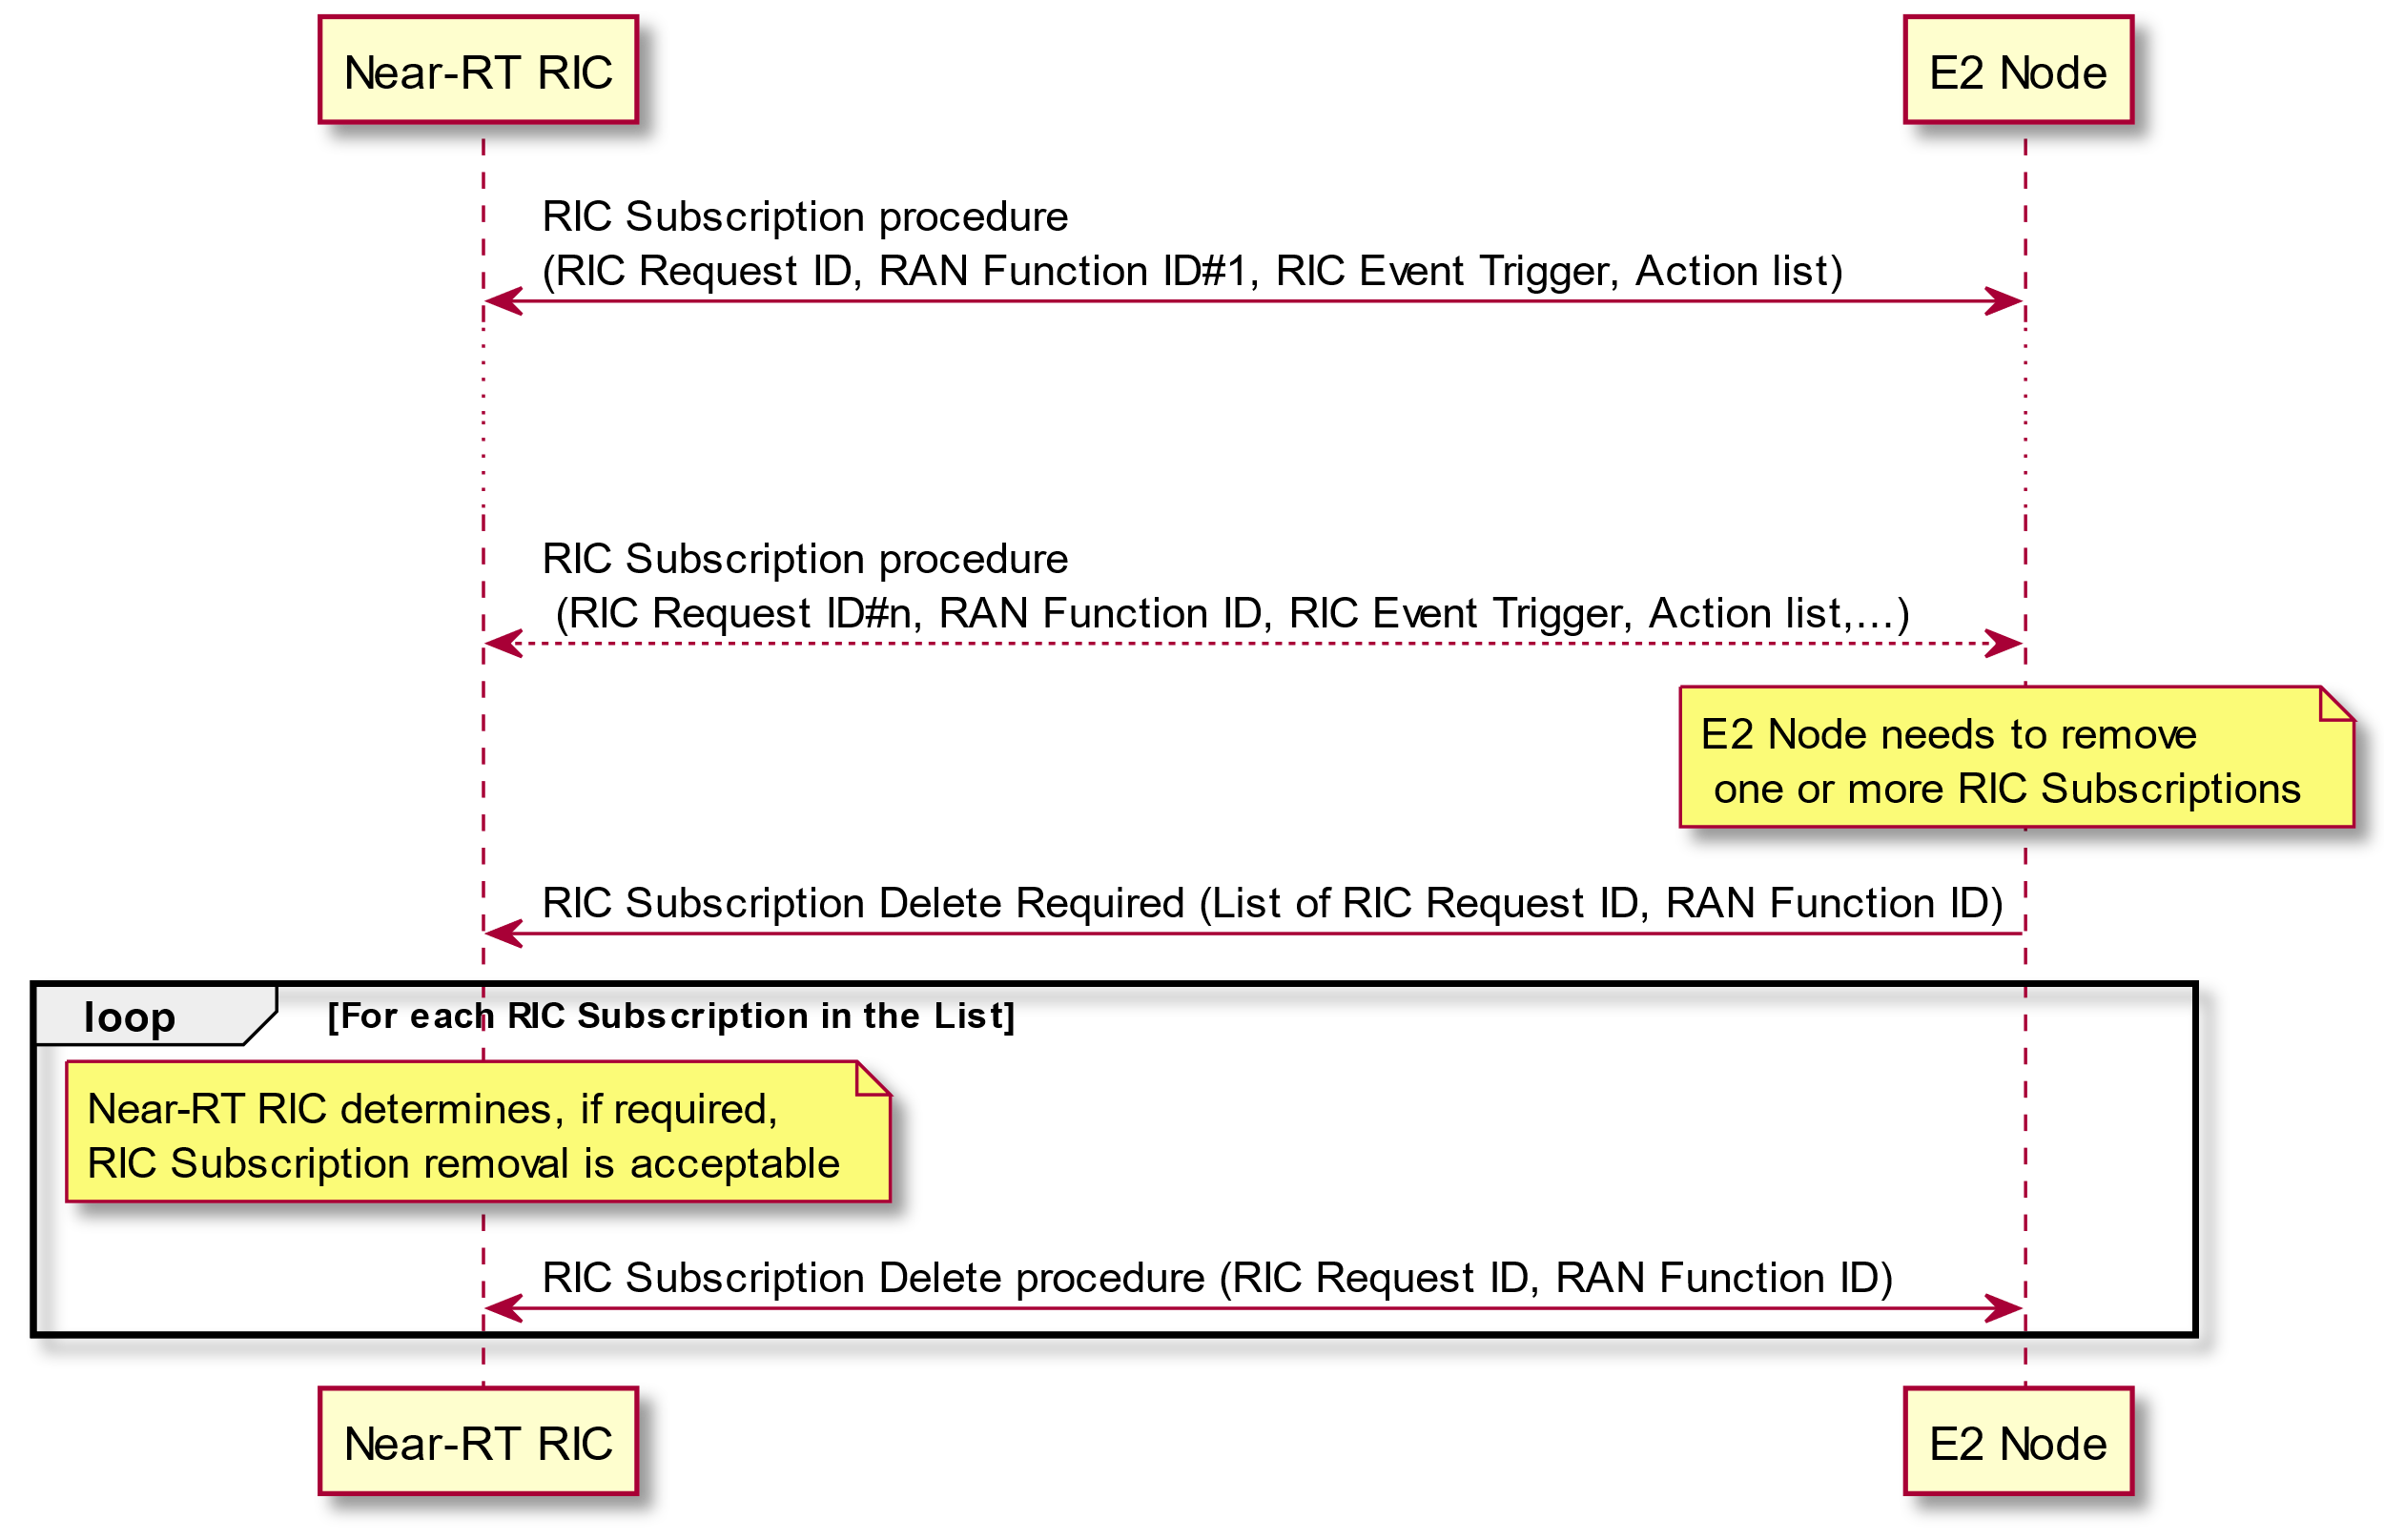 Near-RT RIC
E2 Node
RIC Subscription procedure
(RIC Request ID, RAN Function ID#1, RIC Event Trigger, Action list)
RIC Subscription procedure
(RIC Request ID#n, RAN Function ID, RIC Event Trigger, Action list,...)
E2 Node needs to remove
one or more RIC Subscriptions
RIC Subscription Delete Required (List of RIC Request ID, RAN Function ID)
loop
[For each RIC Subscription in the List]
Near-RT RIC determines, if required,
RIC Subscription removal is acceptable
RIC Subscription Delete procedure (RIC Request ID, RAN Function ID)
Near-RT RIC
E2 Node